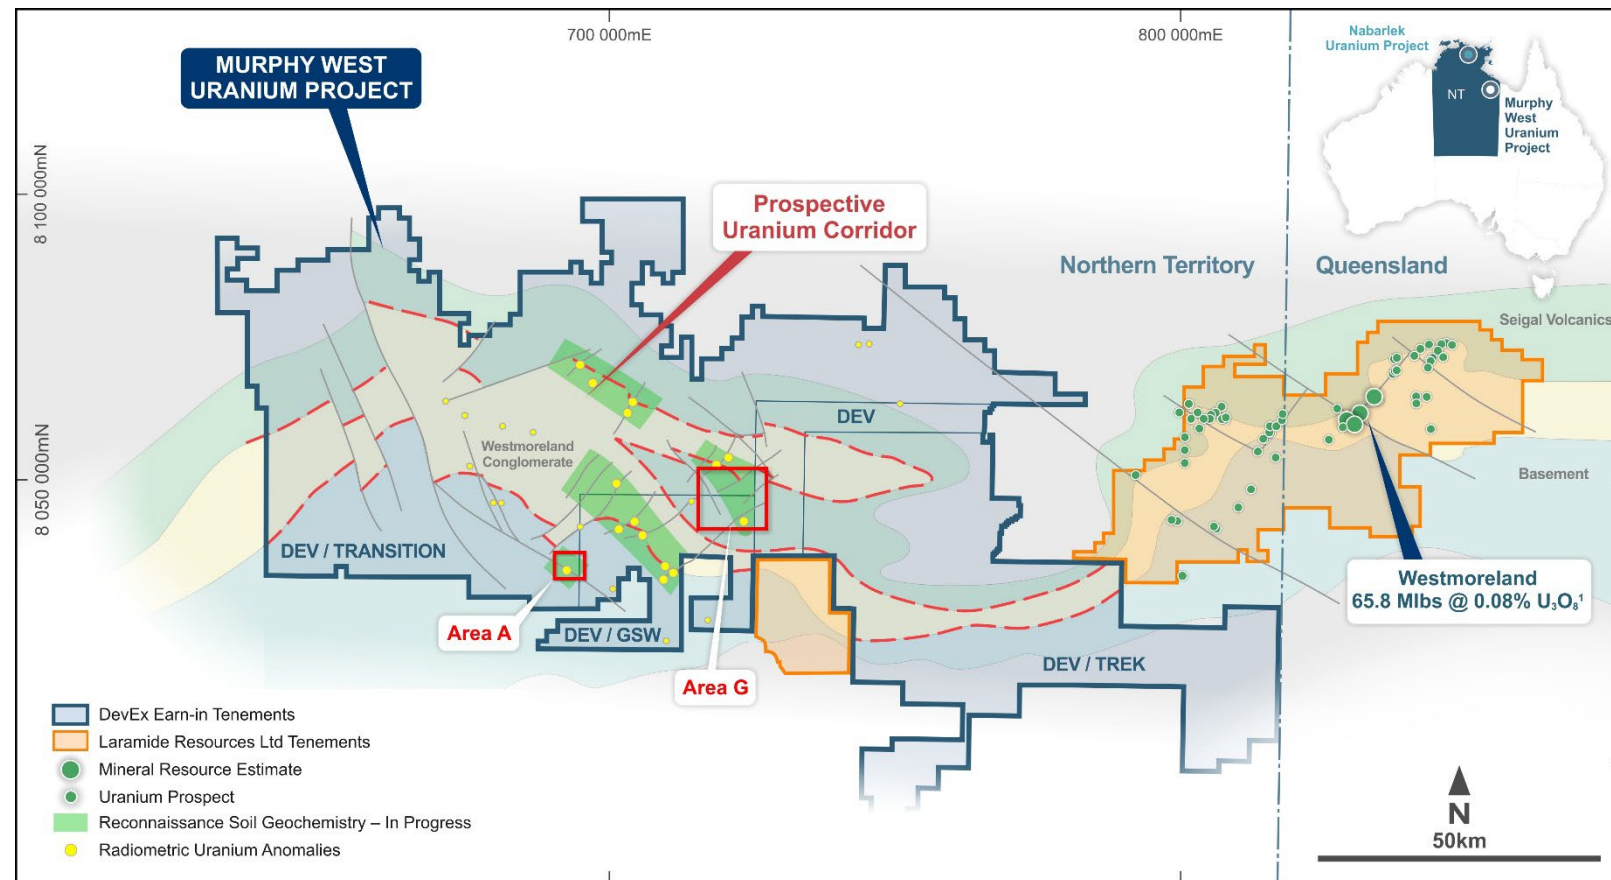 700 000mE
800 000mE
8 100 000mN
8 050 000mN
MURPHY WEST
URANIUM PROJECT
Prospective
Uranium Corridor
Nabarlek
Uranium Project
NT
Murphy
West
Uranium
Project
Northern Territory
Queensland
Seigal Volcanics
DEV
Westmoreland
Conglomerate
Basement
DEV / TRANSITION
Area A
DEV / GSW
Area G
DEV / TREK
Westmoreland
65.8 Mlbs @ 0.08% U₃O₈¹
DevEx Earn-in Tenements
Laramide Resources Ltd Tenements
Mineral Resource Estimate
Uranium Prospect
Reconnaissance Soil Geochemistry – In Progress
Radiometric Uranium Anomalies
N
50km